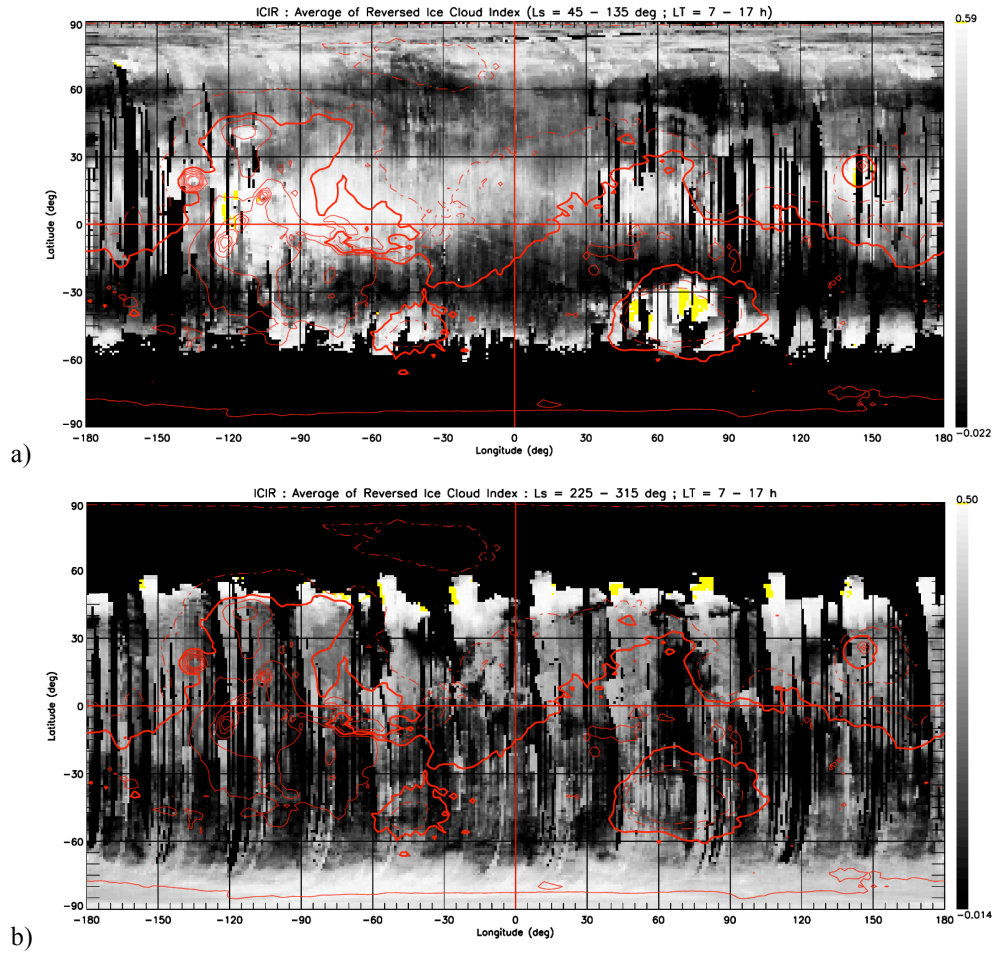 ICIR : Average of Reversed Ice Cloud Index (Ls = 45 – 135 deg ; LT = 7 – 17 h)
90
60
30
0
−30
−60
−90
Latitude (deg)
−180 −150 −120 −90 −60 −30 0 30 60 90 120 150 180
Longitude (deg)
0.59
−0.022
a)
ICIR : Average of Reversed Ice Cloud Index : Ls = 225 – 315 deg ; LT = 7 – 17 h
90
60
30
0
−30
−60
−90
Latitude (deg)
−180 −150 −120 −90 −60 −30 0 30 60 90 120 150 180
Longitude (deg)
0.50
−0.014
b)